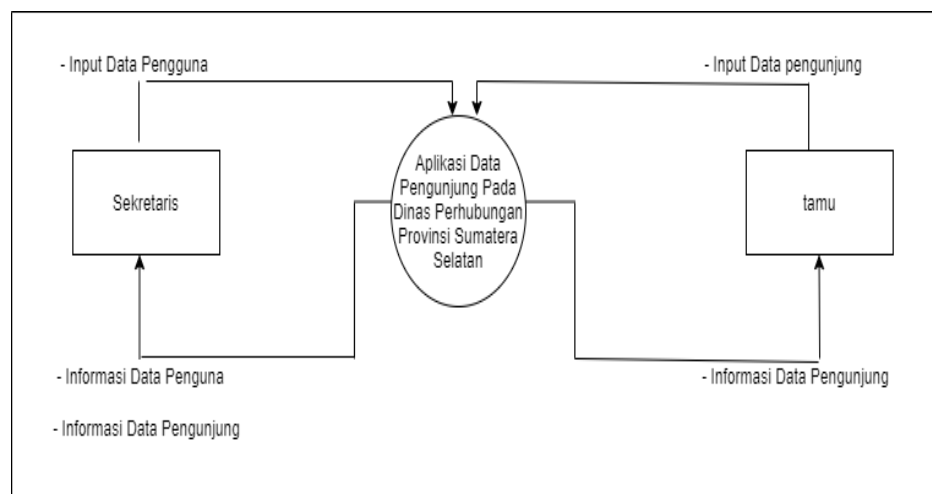 - Input Data Pengguna
- Input Data pengunjung
Aplikasi Data
Pengunjung Pada
Dinas Perhubungan
Provinsi Sumatera
Selatan
Sekretaris
tamu
- Informasi Data Penguna
- Informasi Data Pengunjung
- Informasi Data Pengunjung